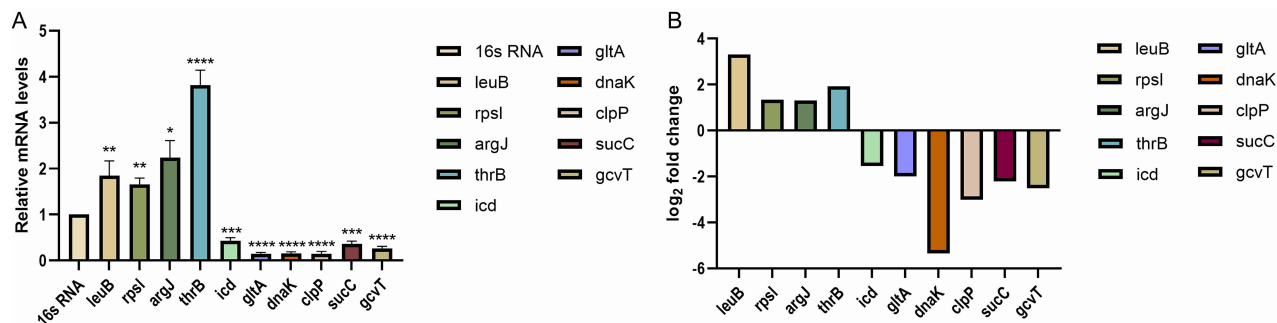 A
Relative mRNA levels
5
4
3
2
1
0
** ** * **** *** **** **** **** *** ****
16s RNA leuB rpsI argJ thrB icd gltA dnaK clpP sucC gcvT
16s RNA gltA
leuB dnaK
rpsI clpP
argJ sucC
thrB gcvT
icd
B
log2 fold change
4
2
0
-2
-4
-6
leuB rpsI argJ thrB icd gltA dnaK clpP sucC gcvT
leuB gltA
rpsI dnaK
argJ clpP
thrB sucC
icd gcvT